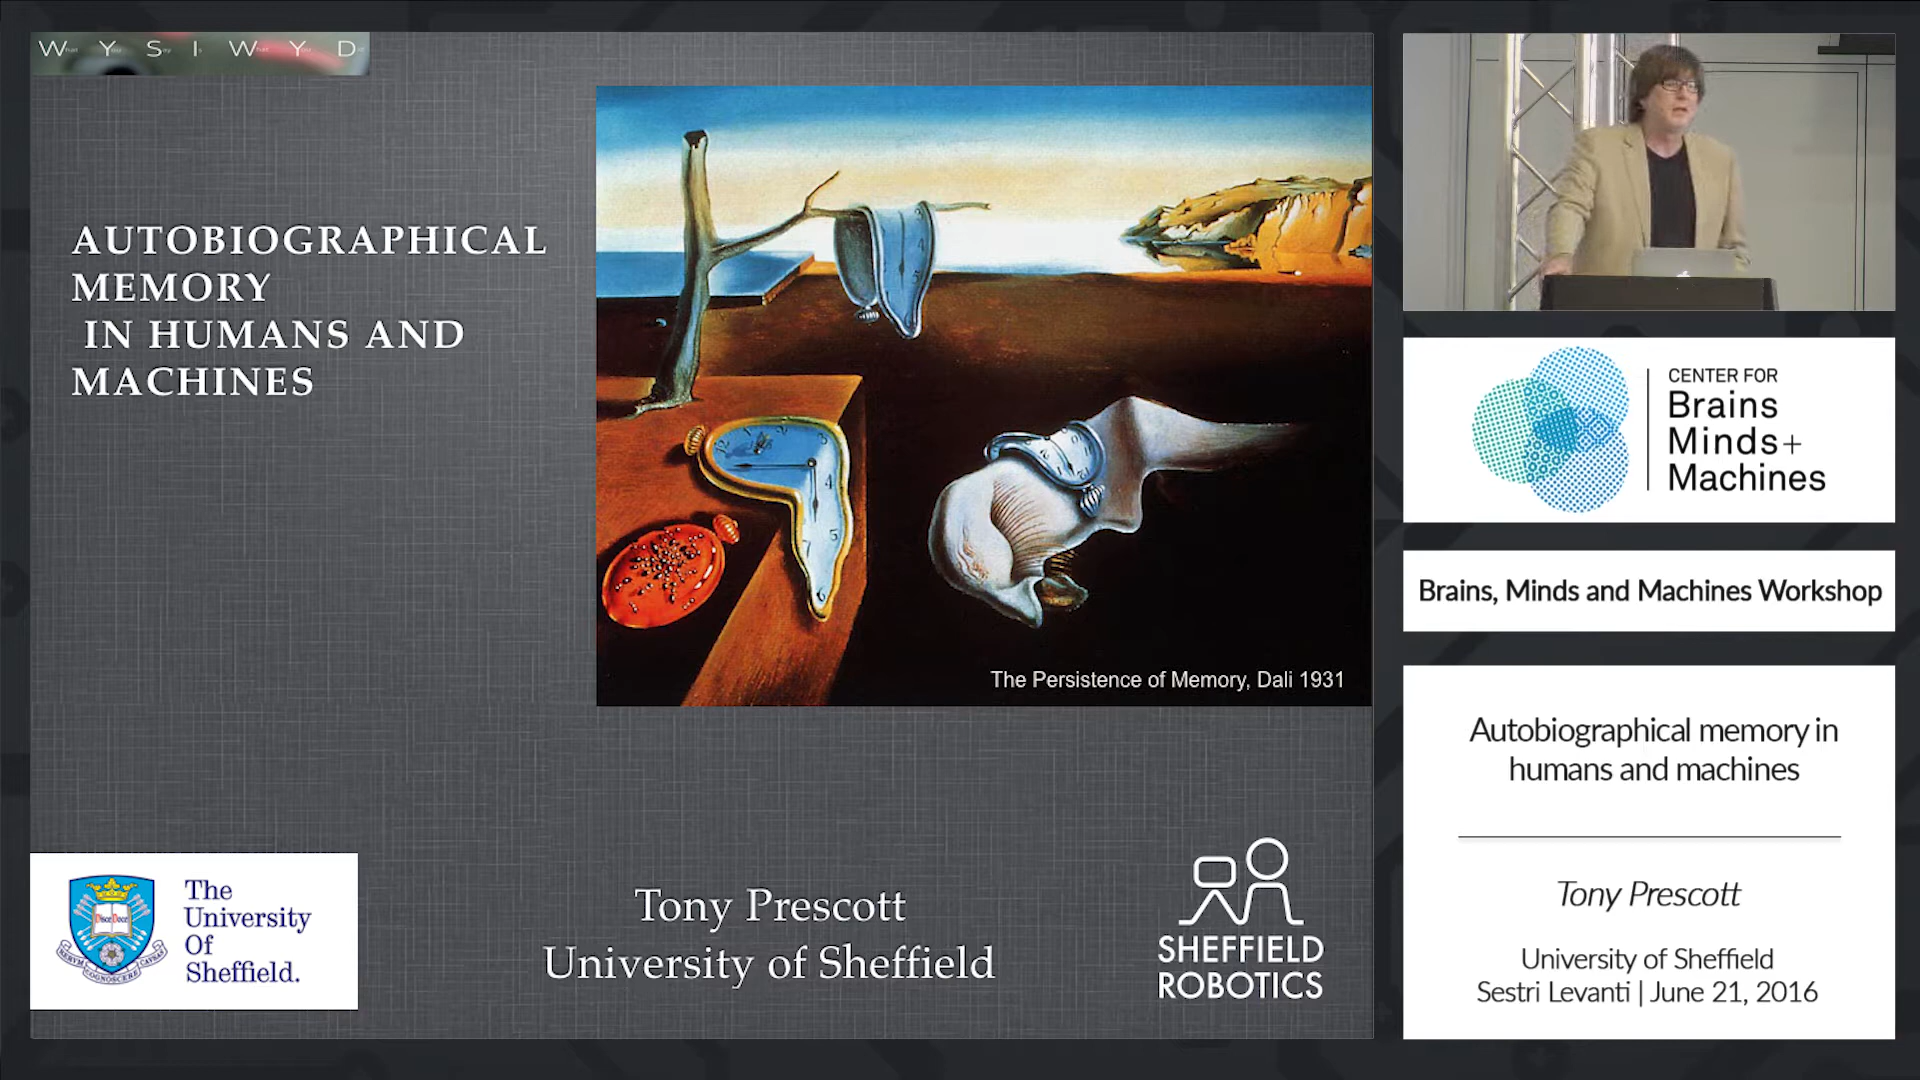 W Y S I W Y D
AUTOBIOGRAPHICAL
MEMORY
IN HUMANS AND
MACHINES
The Persistence of Memory, Dali 1931
The
University
Of
Sheffield.
Tony Prescott
University of Sheffield
SHEFFIELD
ROBOTICS
CENTER FOR
Brains
Minds+
Machines
Brains, Minds and Machines Workshop
Autobiographical memory in
humans and machines
Tony Prescott
University of Sheffield
Sestri Levanti | June 21, 2016